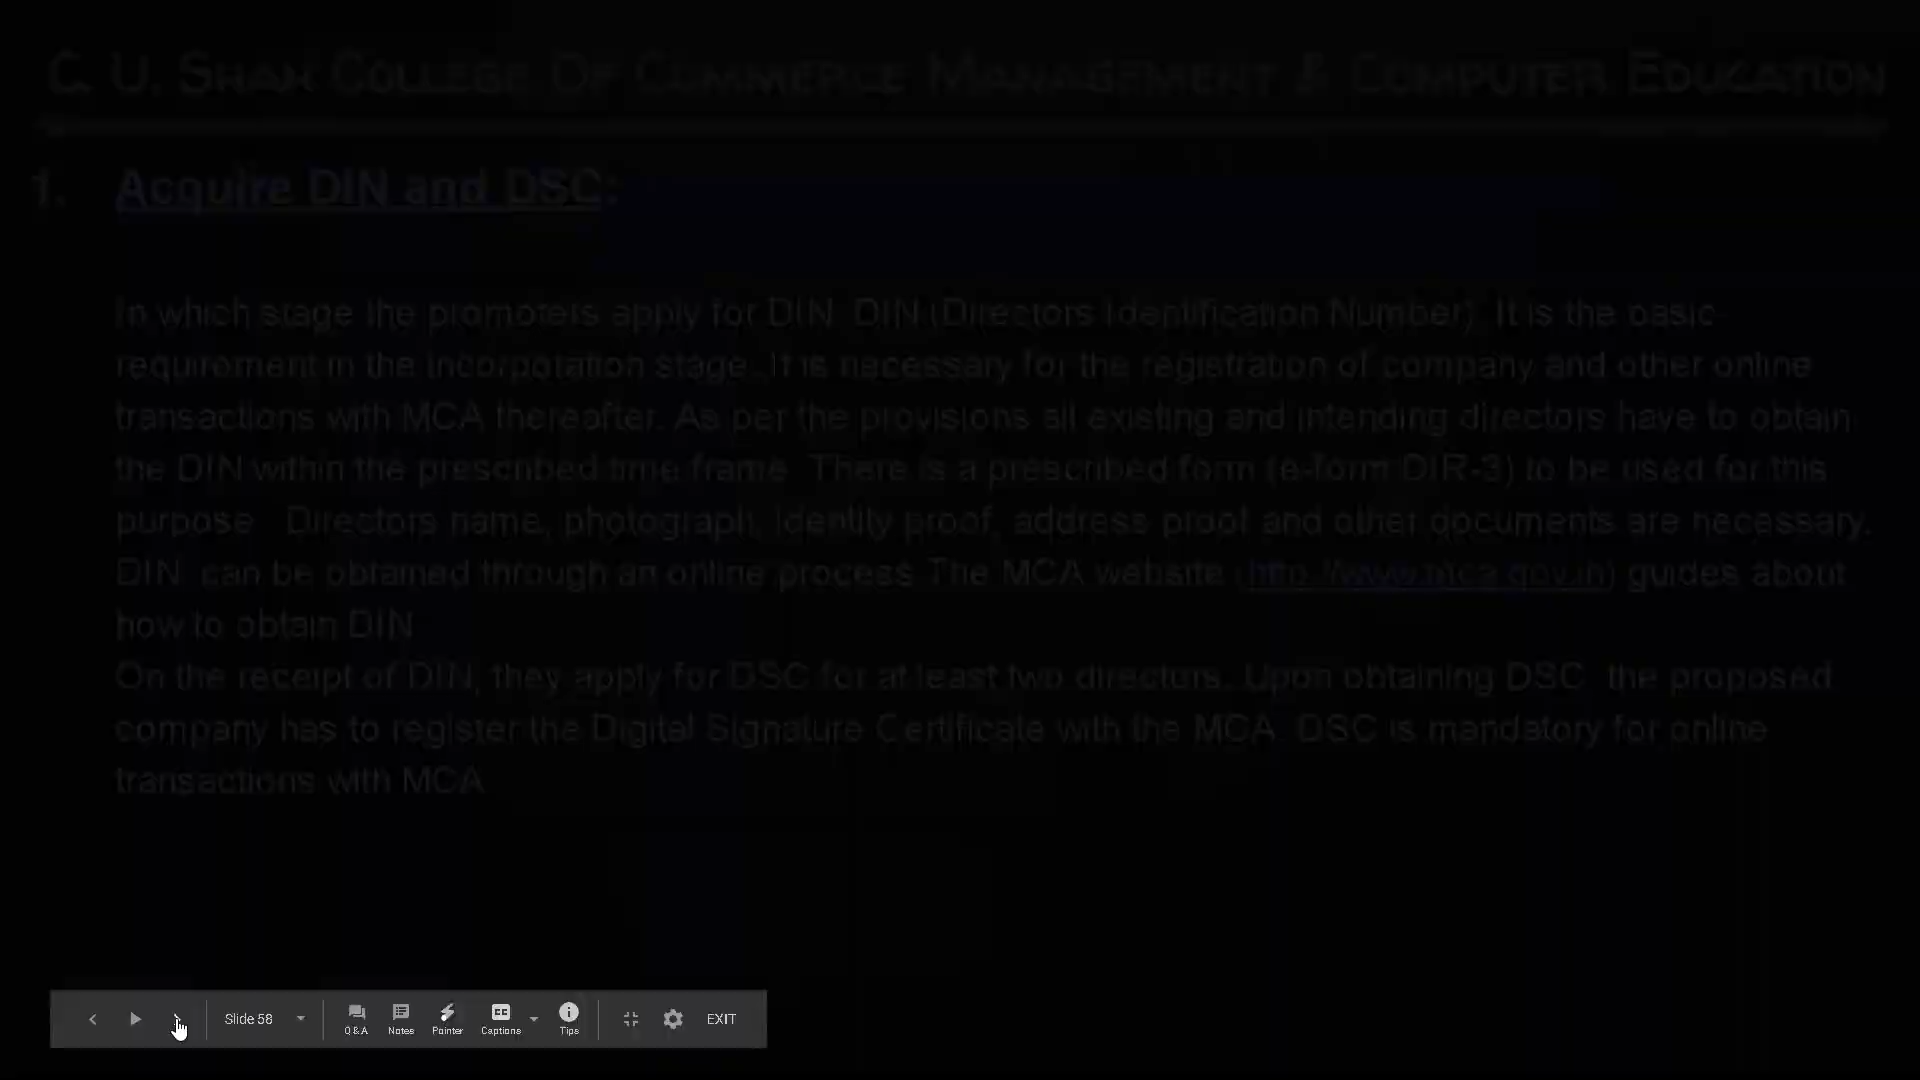 C. U. SHAH COLLEGE OF COMMERCE MANAGEMENT & COMPUTER EDUCATION
1. Acquire DIN and DSC:
In which stage the promoters apply for DIN. DIN (Directors Identification Number). It is the basic
requirement in the incorporation stage. It is necessary for the registration of company and other online
transactions with MCA thereafter. As per the provisions all existing and intending directors have to obtain
the DIN within the prescribed time frame. There is a prescribed form (e-form DIR-3) to be used for this
purpose. Directors name, photograph, identity proof, address proof and other documents are necessary.
DIN can be obtained through an online process. The MCA website (http://www.mca.gov.in) guides about
how to obtain DIN.
On the receipt of DIN, they apply for DSC for at least two directors. Upon obtaining DSC, the proposed
company has to register the Digital Signature Certificate with the MCA. DSC is mandatory for online
transactions with MCA.
Slide 58 Q & A Notes Pointer Captions Tips EXIT